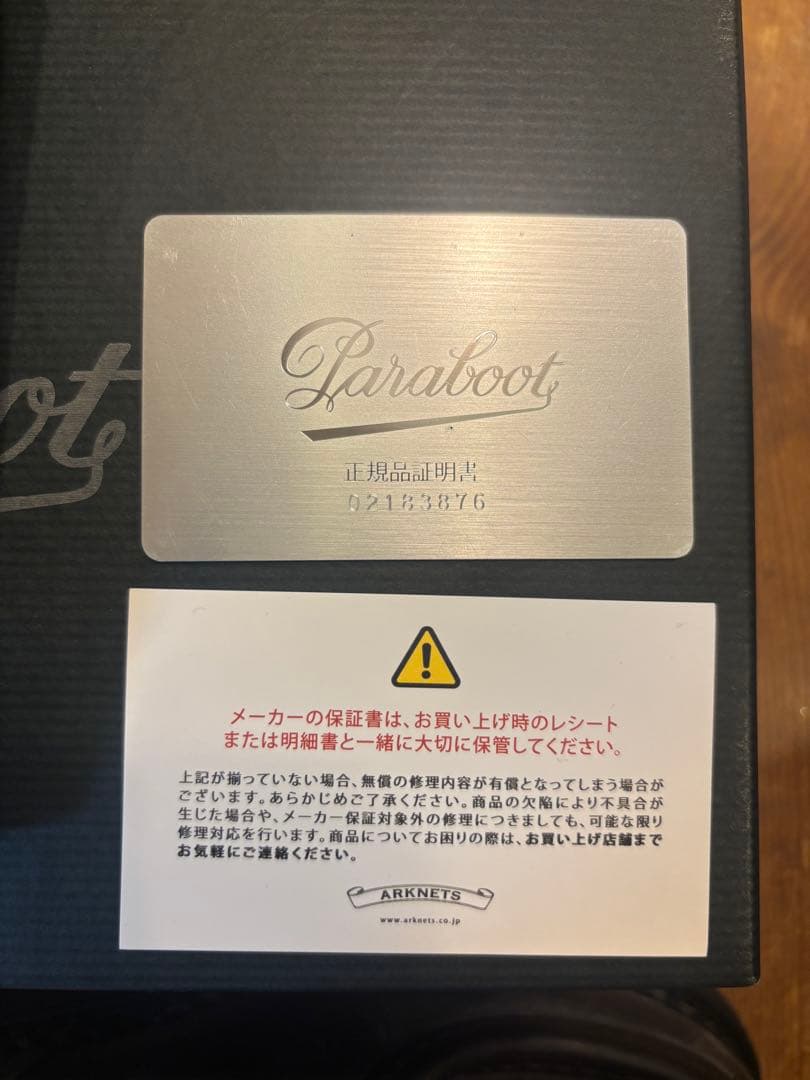 Paraboot
正規品証明書
02183876
ot
メーカーの保証書は、お買い上げ時のレシート
または明細書と一緒に大切に保管してください。
上記が揃っていない場合、無償の修理内容が有償となってしまう場合が
ございます。あらかじめご了承ください。商品の欠陥により不具合が
生じた場合や、メーカー保証対象外の修理につきましても、可能な限り
修理対応を行います。商品についてお困りの際は、お買い上げ店舗まで
お気軽にご連絡ください。
ARKNETS
www.arknets.co.jp